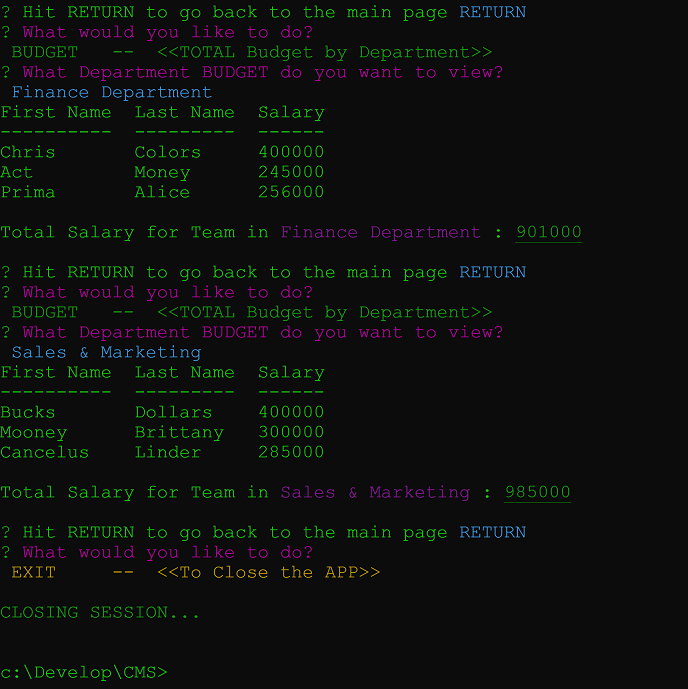 ? Hit RETURN to go back to the main page RETURN
? What would you like to do?
 BUDGET   --  <<TOTAL Budget by Department>>
? What Department BUDGET do you want to view?
 Finance Department
First Name  Last Name  Salary
----------  ---------  ------
Chris       Colors     400000
Act         Money      245000
Prima       Alice      256000
Total Salary for Team in Finance Department : 901000
? Hit RETURN to go back to the main page RETURN
? What would you like to do?
 BUDGET   --  <<TOTAL Budget by Department>>
? What Department BUDGET do you want to view?
 Sales & Marketing
First Name  Last Name  Salary
----------  ---------  ------
Bucks       Dollars    400000
Mooney      Brittany   300000
Cancelus    Linder     285000
Total Salary for Team in Sales & Marketing : 985000
? Hit RETURN to go back to the main page RETURN
? What would you like to do?
 EXIT     --  <<To Close the APP>>
CLOSING SESSION...
c:\Develop\CMS>